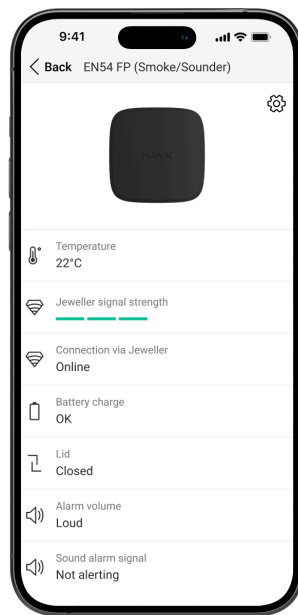 9:41
Back EN54 FP (Smoke/Sounder)
AJAX
Temperature
22°C
Jeweller signal strength
Connection via Jeweller
Online
Battery charge
OK
Lid
Closed
Alarm volume
Loud
Sound alarm signal
Not alerting